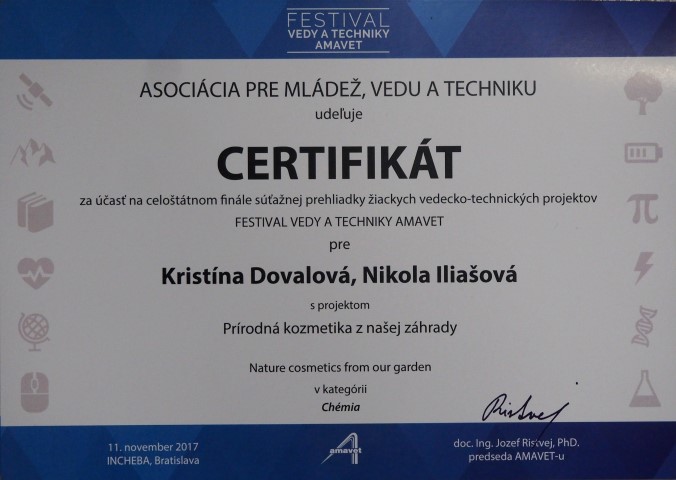 FESTIVAL
VEDY A TECHNIKY
AMAVET
ASOCIÁCIA PRE MLÁDEŽ, VEDU A TECHNIKU
udeľuje
CERTIFIKÁT
za účasť na celoštátnom finále súťažnej prehliadky žiackych vedecko-technických projektov
FESTIVAL VEDY A TECHNIKY AMAVET
pre
Kristína Dovalová, Nikola Iliašová
s projektom
Prírodná kozmetika z našej záhrady
Nature cosmetics from our garden
v kategórii
Chémia
Ristvej
11. november 2017
INCHEBA, Bratislava
amavet
doc. Ing. Jozef Ristvej, PhD.
predseda AMAVET-u